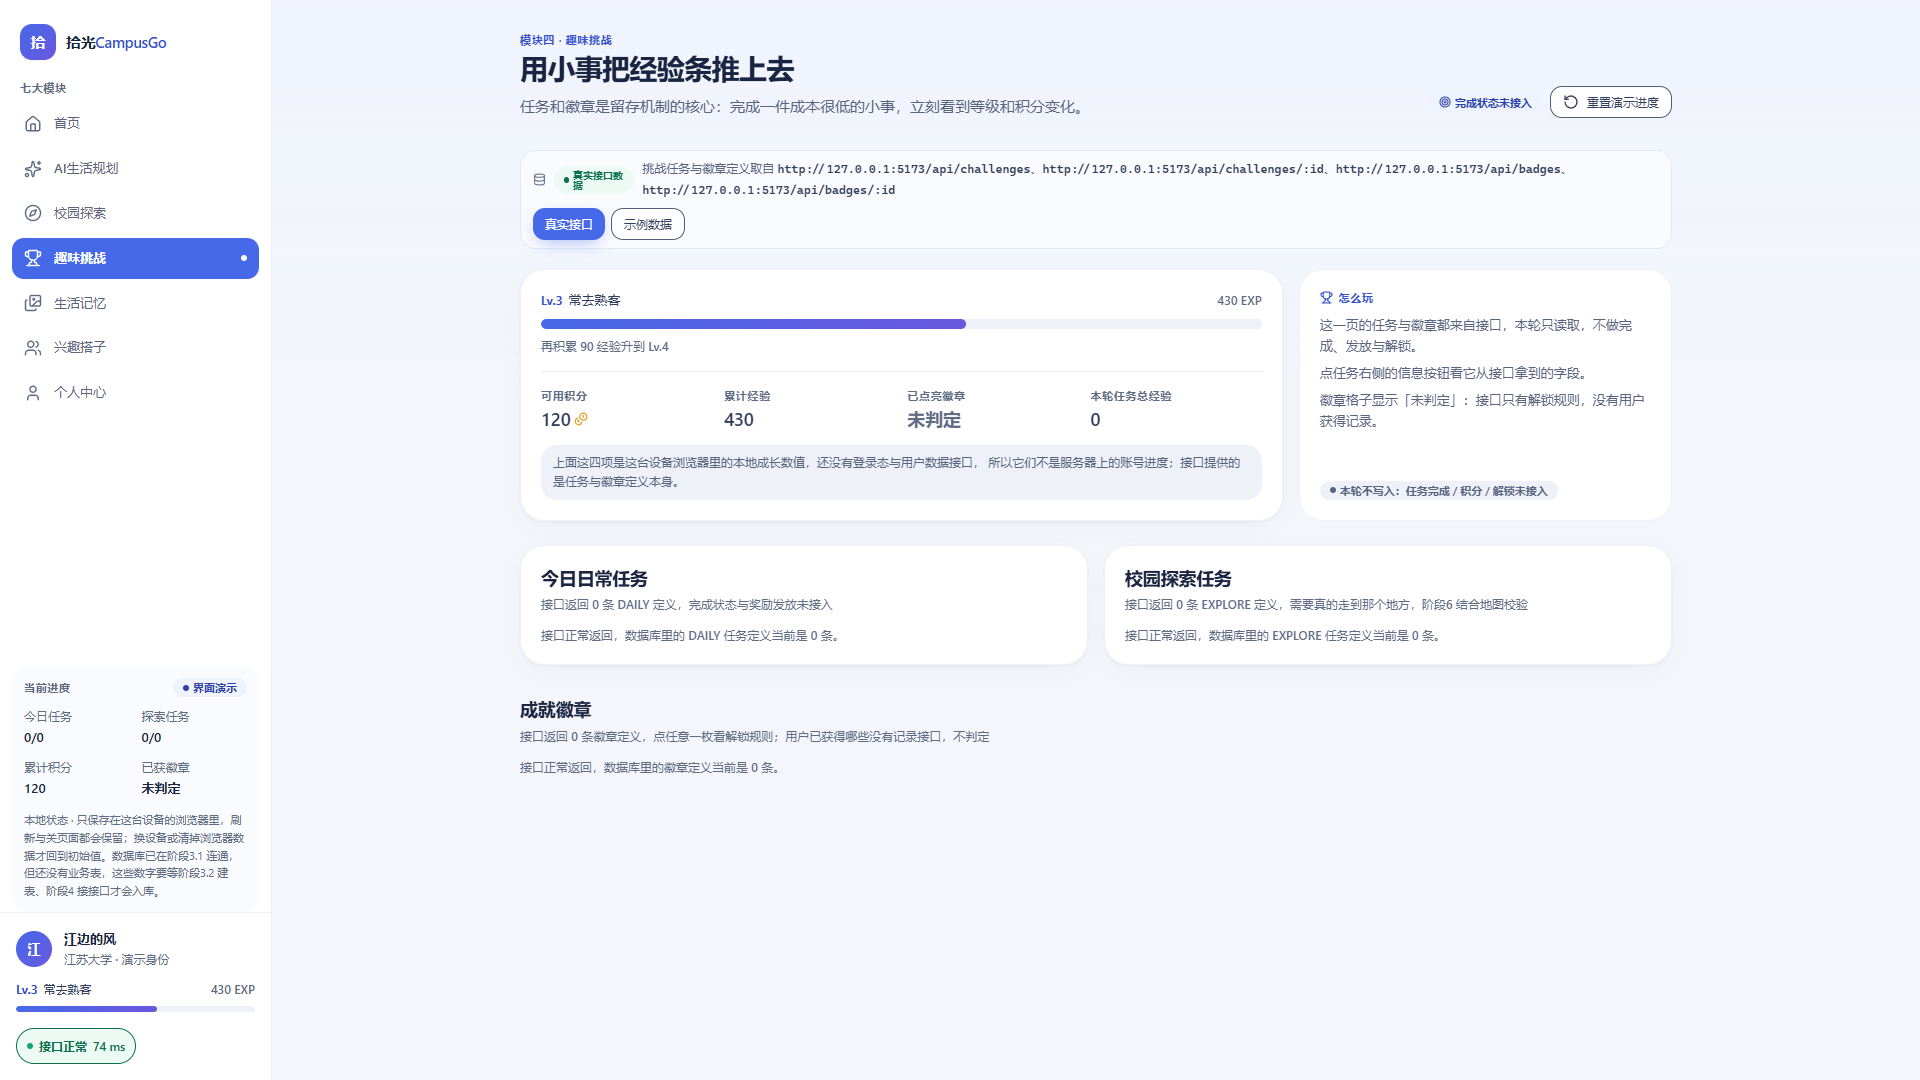 拾
拾光CampusGo
七大模块
首页
AI生活规划
校园探索
趣味挑战
生活记忆
兴趣搭子
个人中心
当前进度
界面演示
今日任务
探索任务
0/0
0/0
累计积分
已获徽章
120
未判定
本地状态 · 只保存在这台设备的浏览器里，刷
新与关页面都会保留；换设备或清掉浏览器数
据才回到初始值。数据库已在阶段3.1 连通，
但还没有业务表，这些数字要等阶段3.2 建
表、阶段4 接接口才会入库。
江
江边的风
江苏大学 · 演示身份
Lv.3 常去熟客
430 EXP
接口正常 74 ms
模块四 · 趣味挑战
用小事把经验条推上去
任务和徽章是留存机制的核心：完成一件成本很低的小事，立刻看到等级和积分变化。
完成状态未接入
重置演示进度
真实接口数
据
挑战任务与徽章定义取自 http://127.0.0.1:5173/api/challenges、http://127.0.0.1:5173/api/challenges/:id、http://127.0.0.1:5173/api/badges、
http://127.0.0.1:5173/api/badges/:id
真实接口
示例数据
Lv.3 常去熟客
430 EXP
再积累 90 经验升到 Lv.4
可用积分
累计经验
已点亮徽章
本轮任务总经验
120
430
未判定
0
上面这四项是这台设备浏览器里的本地成长数值，还没有登录态与用户数据接口， 所以它们不是服务器上的账号进度；接口提供的
是任务与徽章定义本身。
怎么玩
这一页的任务与徽章都来自接口，本轮只读取，不做完
成、发放与解锁。
点任务右侧的信息按钮看它从接口拿到的字段。
徽章格子显示「未判定」：接口只有解锁规则，没有用户
获得记录。
本轮不写入：任务完成 / 积分 / 解锁未接入
今日日常任务
接口返回 0 条 DAILY 定义，完成状态与奖励发放未接入
接口正常返回，数据库里的 DAILY 任务定义当前是 0 条。
校园探索任务
接口返回 0 条 EXPLORE 定义，需要真的走到那个地方，阶段6 结合地图校验
接口正常返回，数据库里的 EXPLORE 任务定义当前是 0 条。
成就徽章
接口返回 0 条徽章定义，点任意一枚看解锁规则；用户已获得哪些没有记录接口，不判定
接口正常返回，数据库里的徽章定义当前是 0 条。